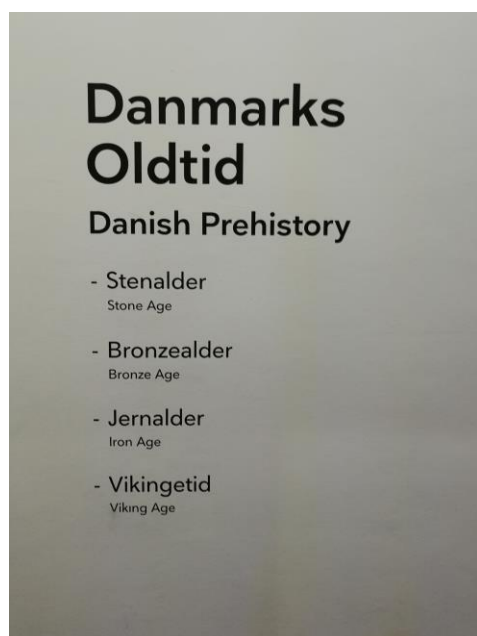 Danmarks
Oldtid
Danish Prehistory
- Stenalder
Stone Age
- Bronzealder
Bronze Age
- Jernalder
Iron Age
- Vikingetid
Viking Age